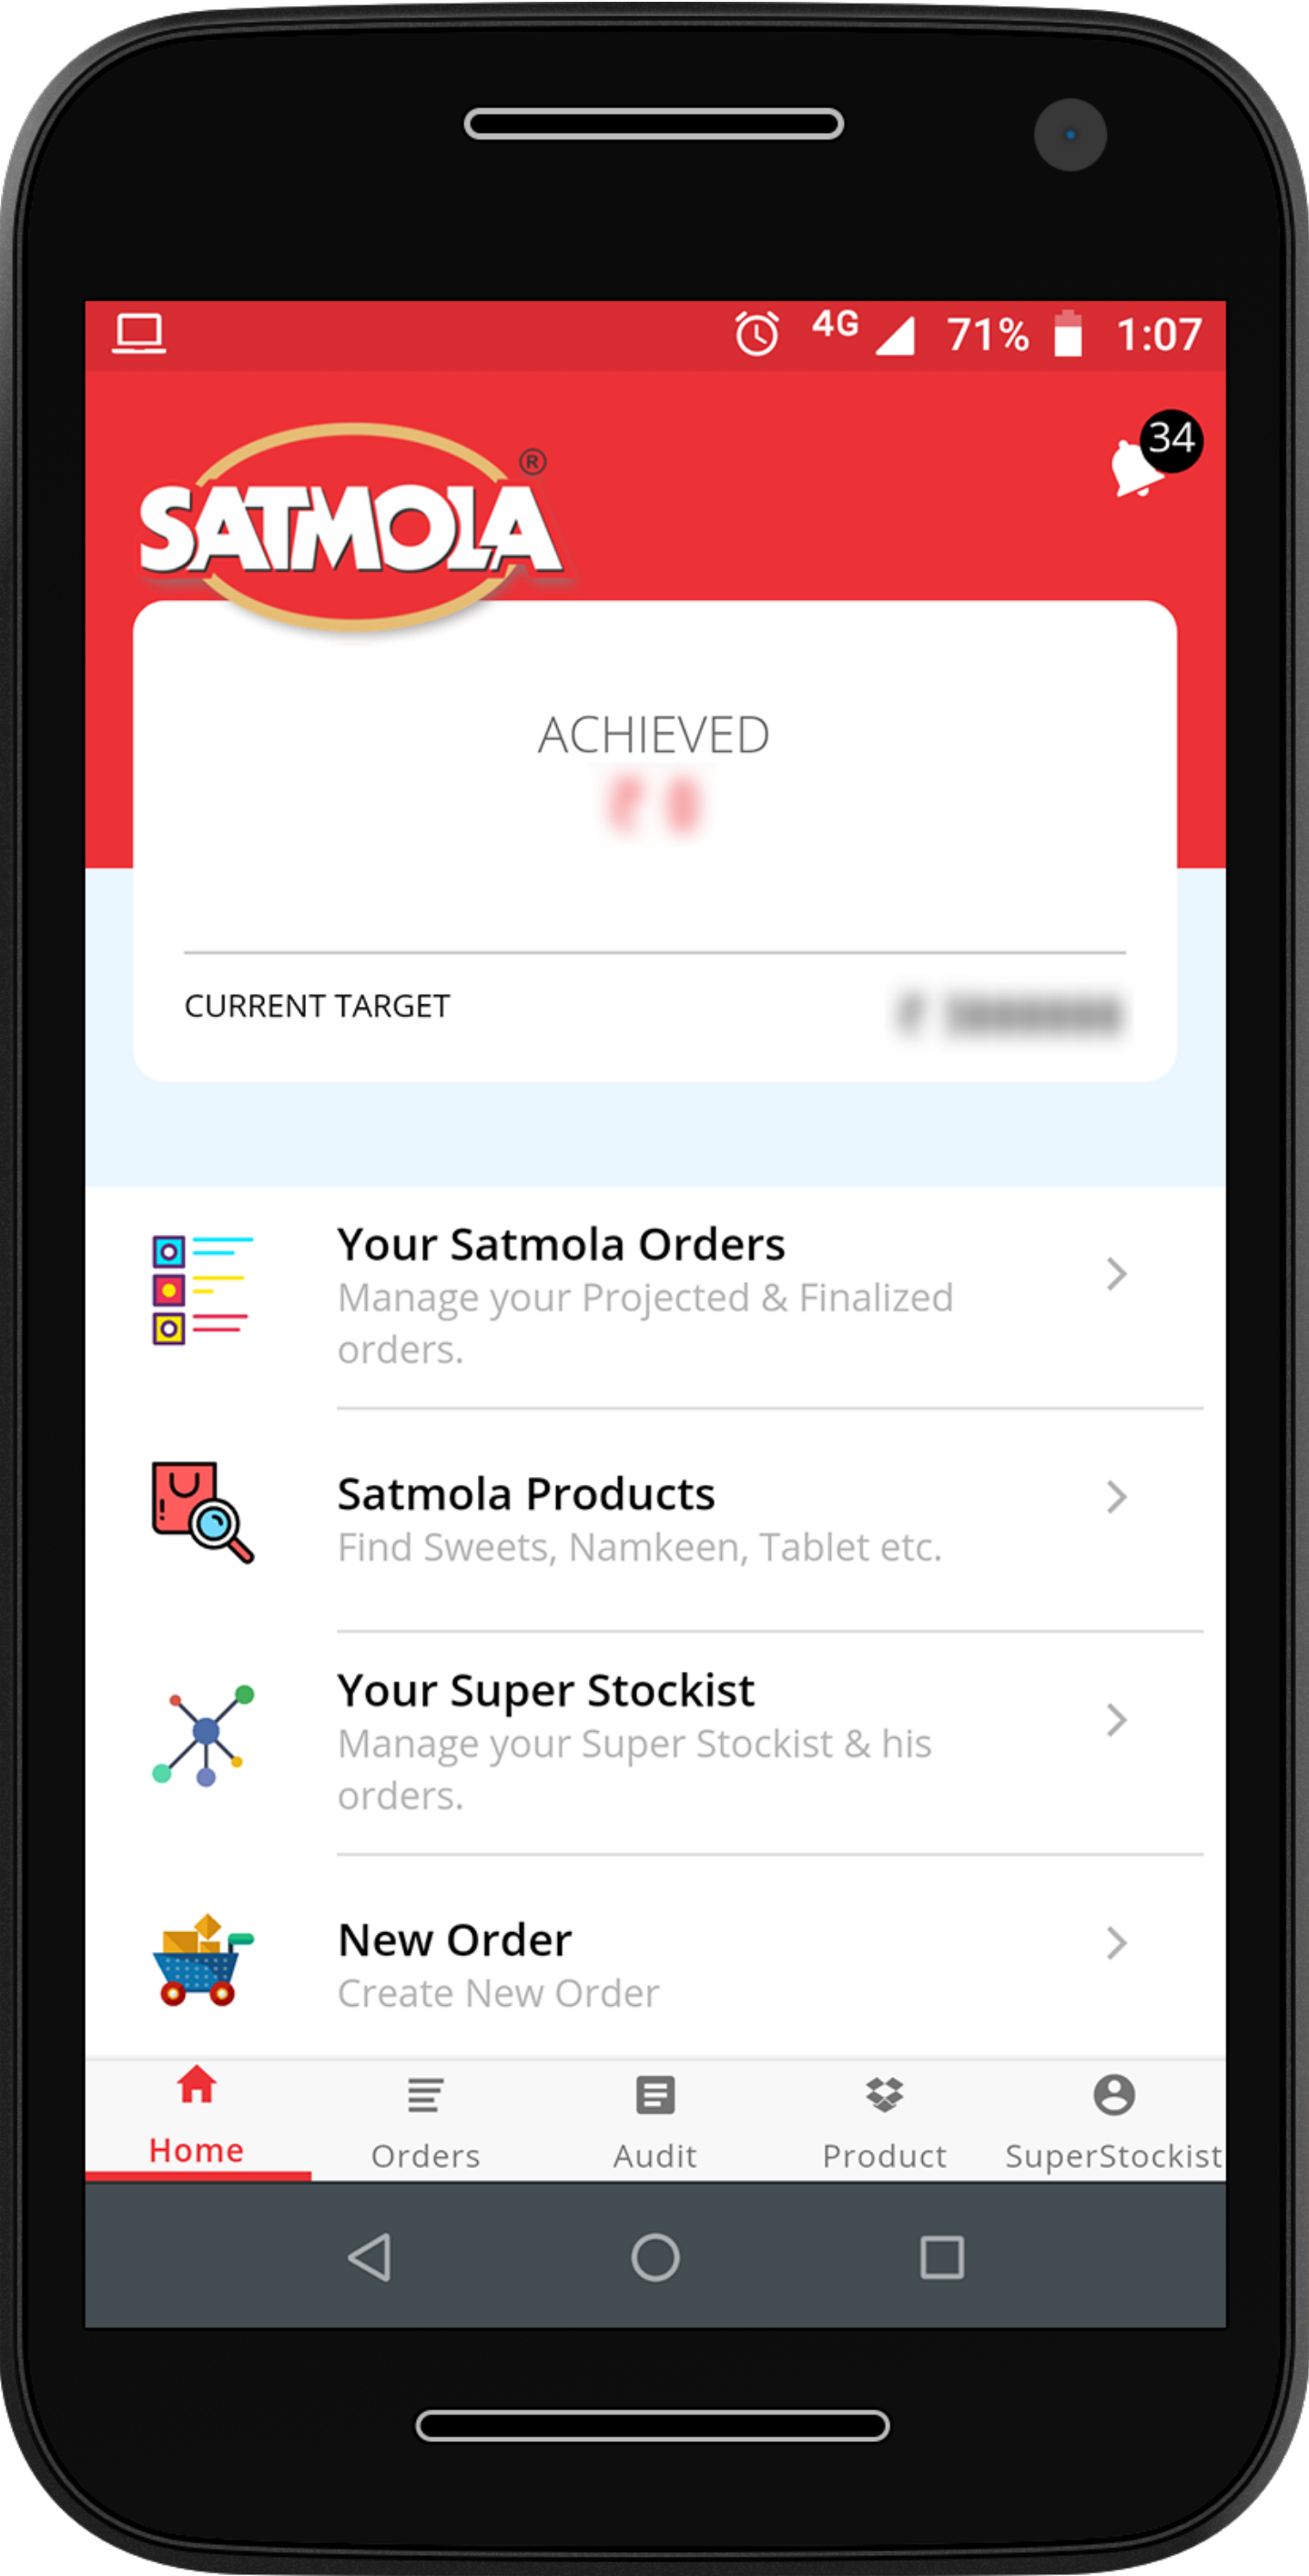 4G 71% 1:07
34
SATMOLA ®
ACHIEVED
CURRENT TARGET
Your Satmola Orders
Manage your Projected & Finalized
orders.
Satmola Products
Find Sweets, Namkeen, Tablet etc.
Your Super Stockist
Manage your Super Stockist & his
orders.
New Order
Create New Order
Home Orders Audit Product SuperStockist